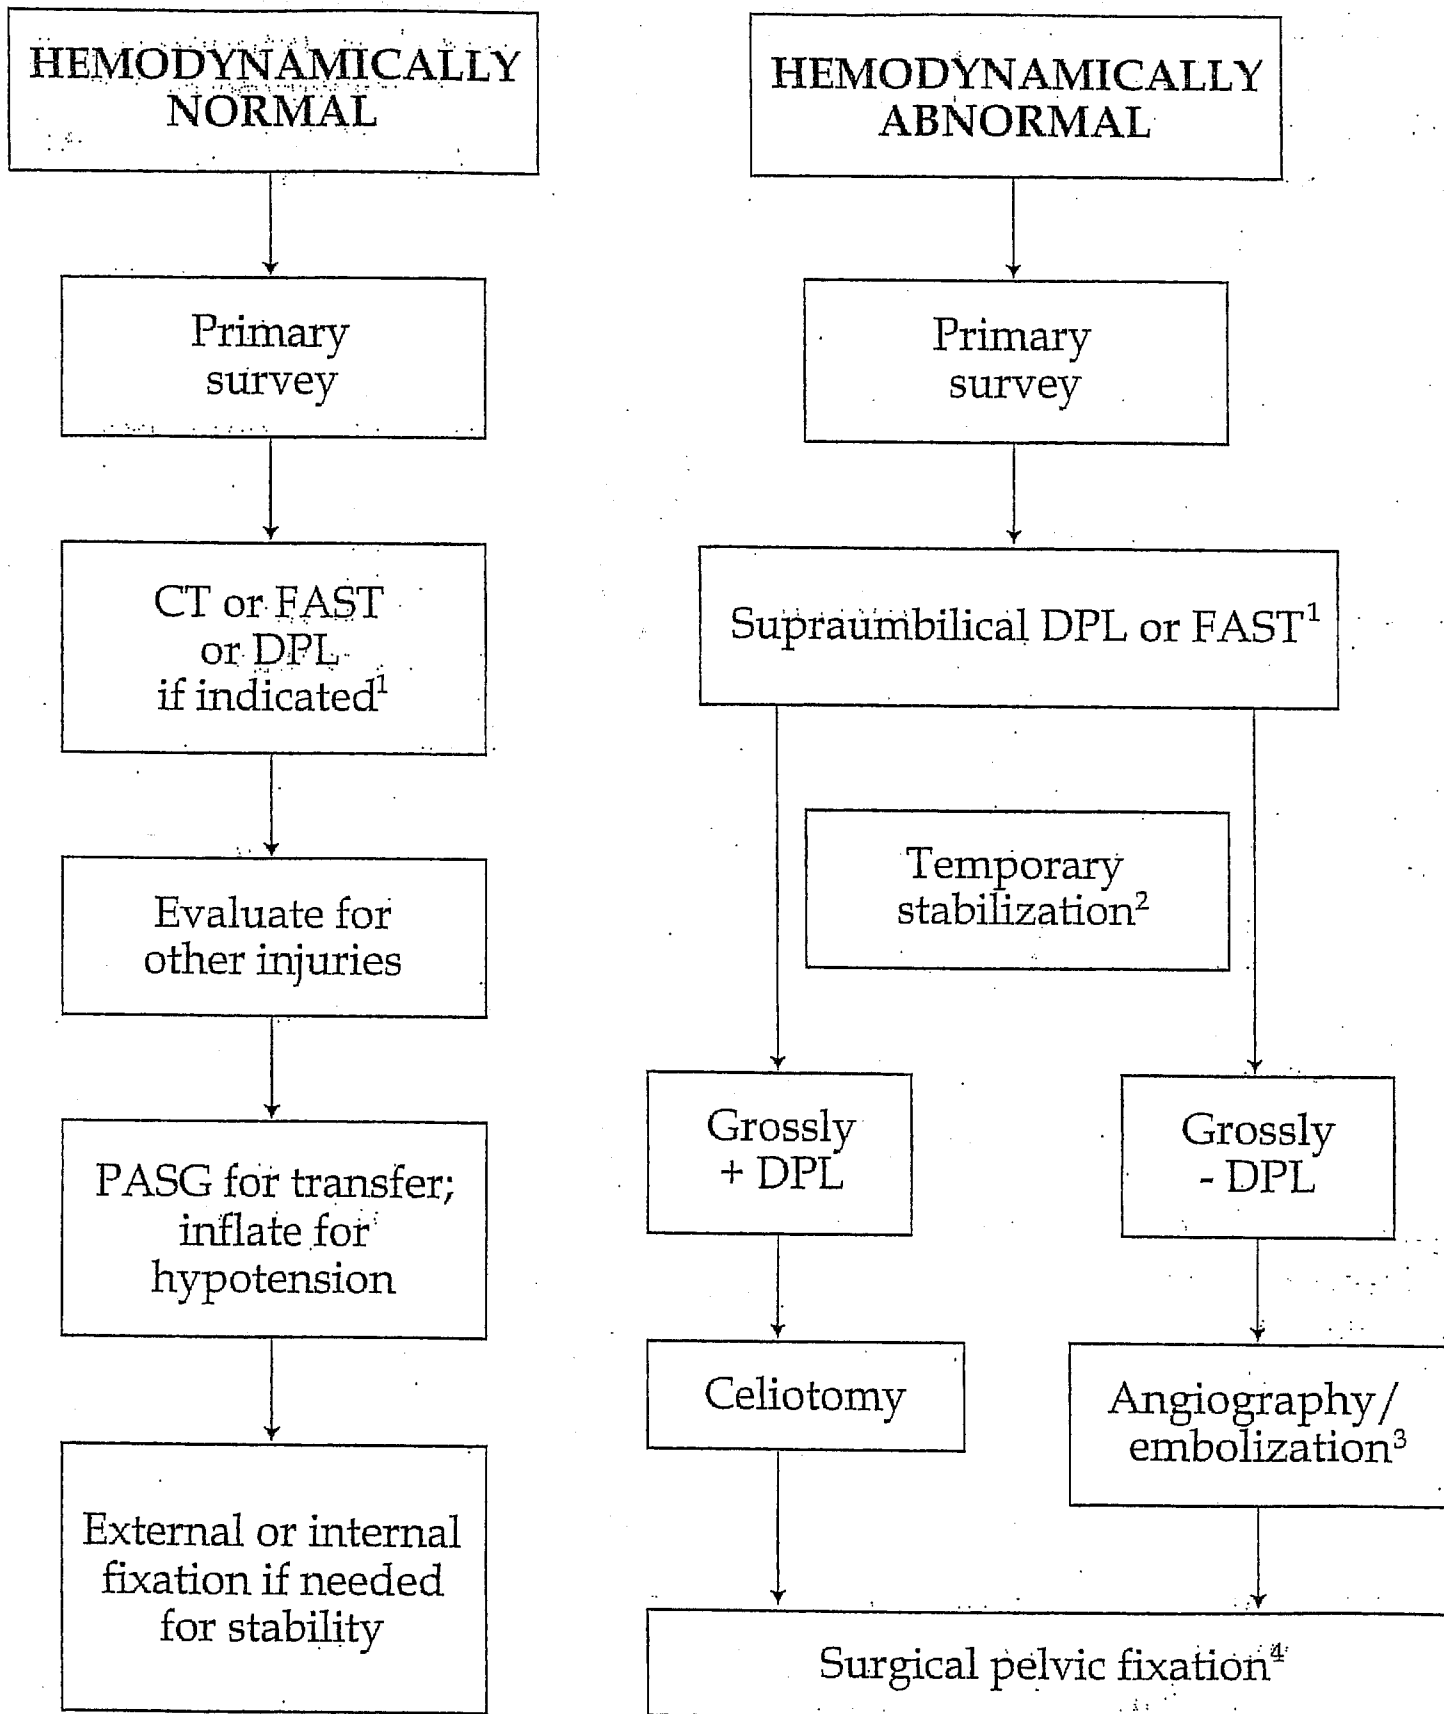 HEMODYNAMICALLY
NORMAL
Primary
survey
CT or FAST
or DPL
if indicated¹
Evaluate for
other injuries
PASG for transfer;
inflate for
hypotension
External or internal
fixation if needed
for stability
HEMODYNAMICALLY
ABNORMAL
Primary
survey
Supraumbilical DPL or FAST¹
Temporary
stabilization²
Grossly
+ DPL
Grossly
- DPL
Celiotomy
Angiography/
embolization³
Surgical pelvic fixation⁴